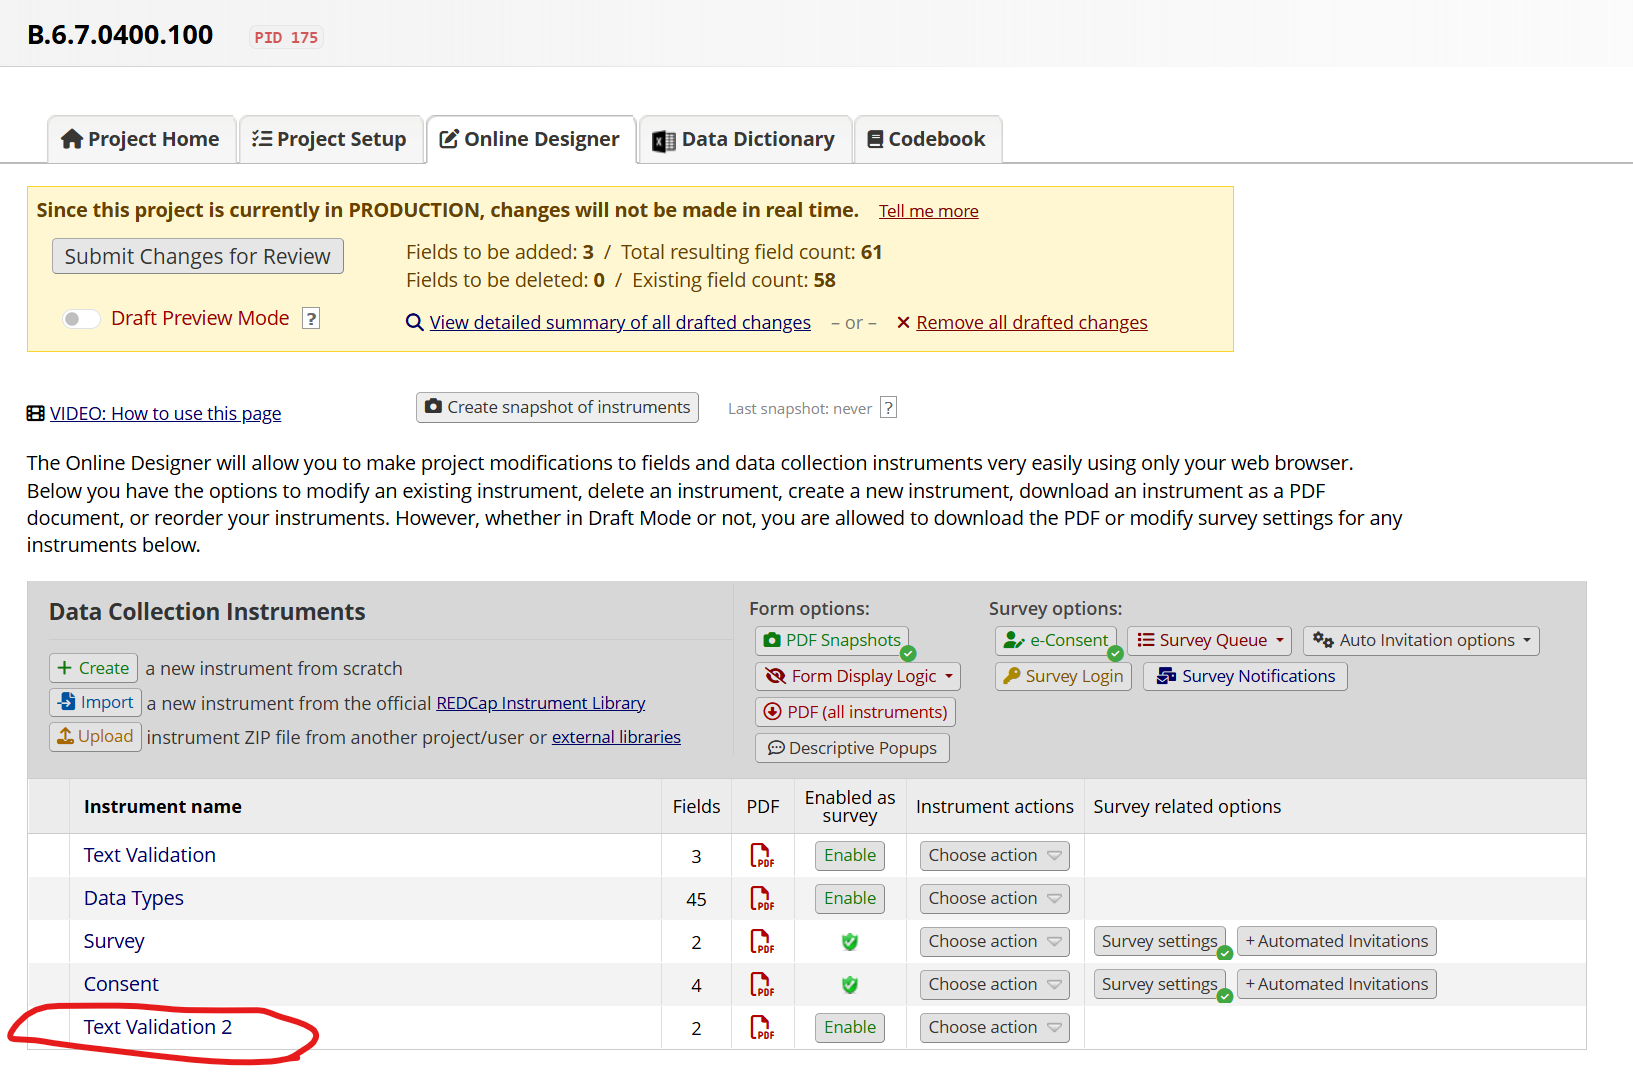 B.6.7.0400.100 PID 175
Project Home Project Setup Online Designer Data Dictionary Codebook
Since this project is currently in PRODUCTION, changes will not be made in real time. Tell me more
Submit Changes for Review
Fields to be added: 3 / Total resulting field count: 61
Fields to be deleted: 0 / Existing field count: 58
Draft Preview Mode ?
View detailed summary of all drafted changes – or – Remove all drafted changes
VIDEO: How to use this page Create snapshot of instruments Last snapshot: never ?
The Online Designer will allow you to make project modifications to fields and data collection instruments very easily using only your web browser.
Below you have the options to modify an existing instrument, delete an instrument, create a new instrument, download an instrument as a PDF
document, or reorder your instruments. However, whether in Draft Mode or not, you are allowed to download the PDF or modify survey settings for any
instruments below.
Data Collection Instruments
+ Create a new instrument from scratch
Import a new instrument from the official REDCap Instrument Library
Upload instrument ZIP file from another project/user or external libraries
Form options:
PDF Snapshots
Form Display Logic
PDF (all instruments)
Descriptive Popups
Survey options:
e-Consent Survey Queue Auto Invitation options
Survey Login Survey Notifications
Instrument name Fields PDF Enabled as survey Instrument actions Survey related options
Text Validation 3 PDF Enable Choose action
Data Types 45 PDF Enable Choose action
Survey 2 PDF Choose action Survey settings + Automated Invitations
Consent 4 PDF Choose action Survey settings + Automated Invitations
Text Validation 2 2 PDF Enable Choose action